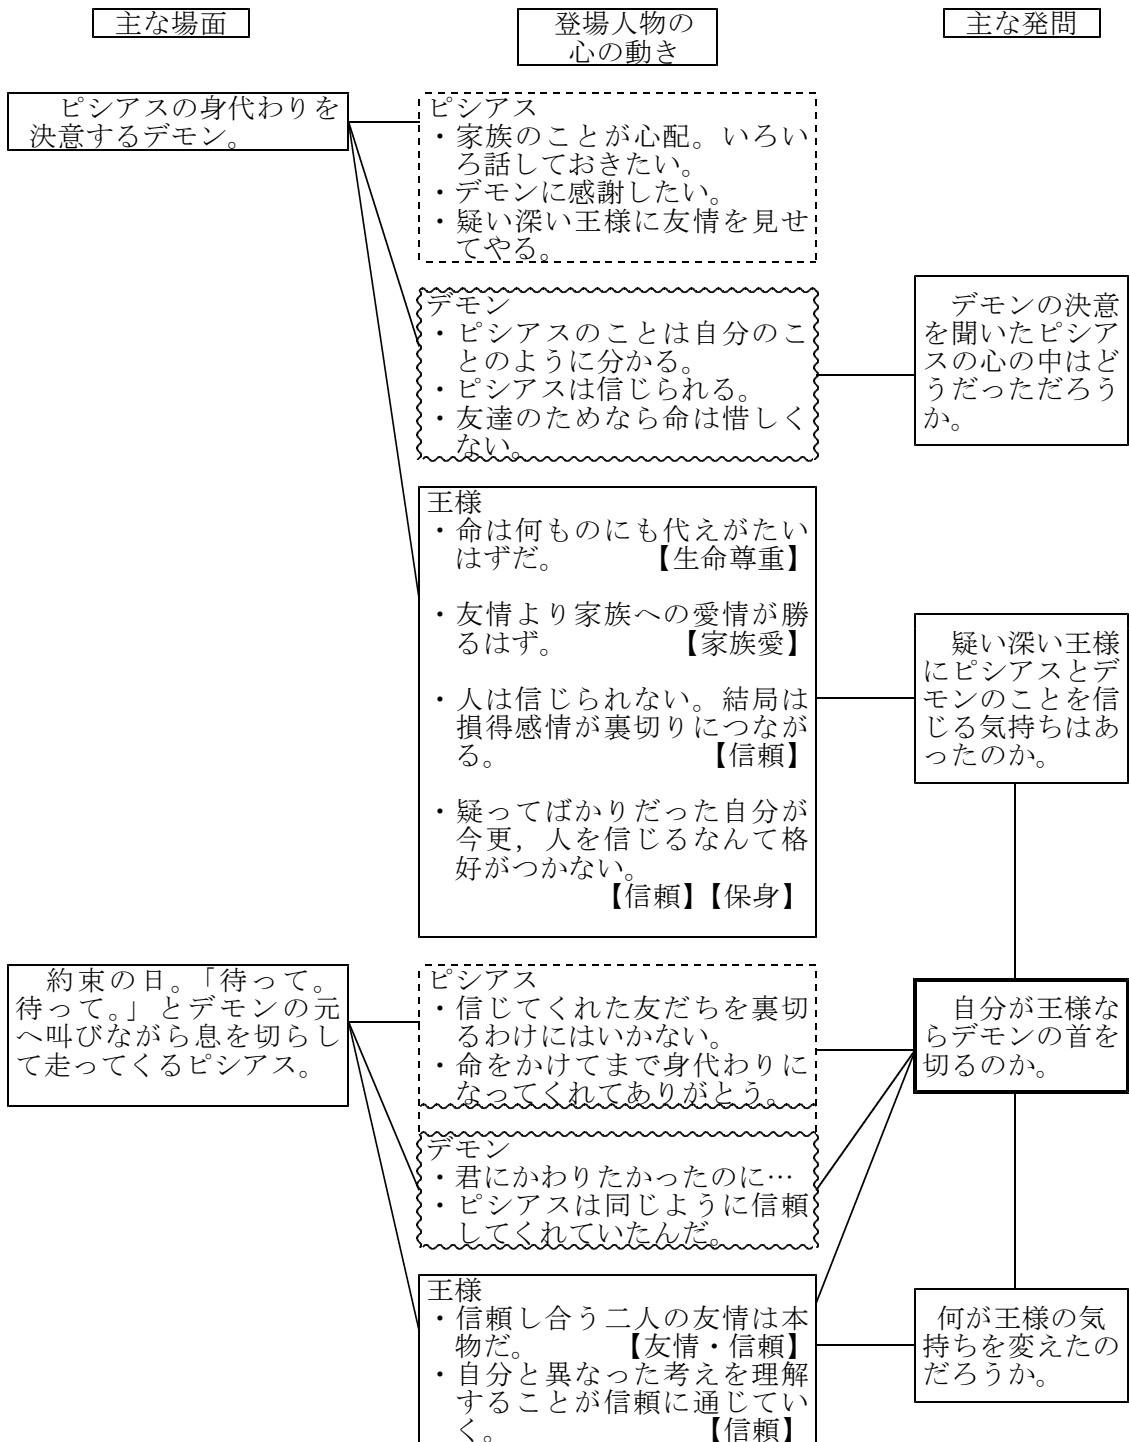 主な場面
登場人物の
心の動き
主な発問
ピシアスの身代わりを
決意するデモン。
ピシアス
・家族のことが心配。いろい
ろ話しておきたい。
・デモンに感謝したい。
・疑い深い王様に友情を見せ
てやる。
デモン
・ピシアスのことは自分のこ
とのように分かる。
・ピシアスは信じられる。
・友達のためなら命は惜しく
ない。
デモンの決意
を聞いたピシア
スの心の中はど
うだっただろう
か。
王様
・命は何ものにも代えがたい
はずだ。 【生命尊重】
・友情より家族への愛情が勝
るはず。 【家族愛】
・人は信じられない。結局は
損得感情が裏切りにつなが
る。 【信頼】
・疑ってばかりだった自分が
今更，人を信じるなんて格
好がつかない。
【信頼】【保身】
疑い深い王様
にピシアスとデ
モンのことを信
じる気持ちはあ
ったのか。
約束の日。「待って。
待って。」とデモンの元
へ叫びながら息を切らし
て走ってくるピシアス。
ピシアス
・信じてくれた友だちを裏切
るわけにはいかない。
・命をかけてまで身代わりに
なってくれてありがとう。
自分が王様な
らデモンの首を
切るのか。
デモン
・君にかわりたかったのに…
・ピシアスは同じように信頼
してくれていたんだ。
王様
・信頼し合う二人の友情は本
物だ。 【友情・信頼】
・自分と異なった考えを理解
することが信頼に通じてい
く。 【信頼】
何が王様の気
持ちを変えたの
だろうか。